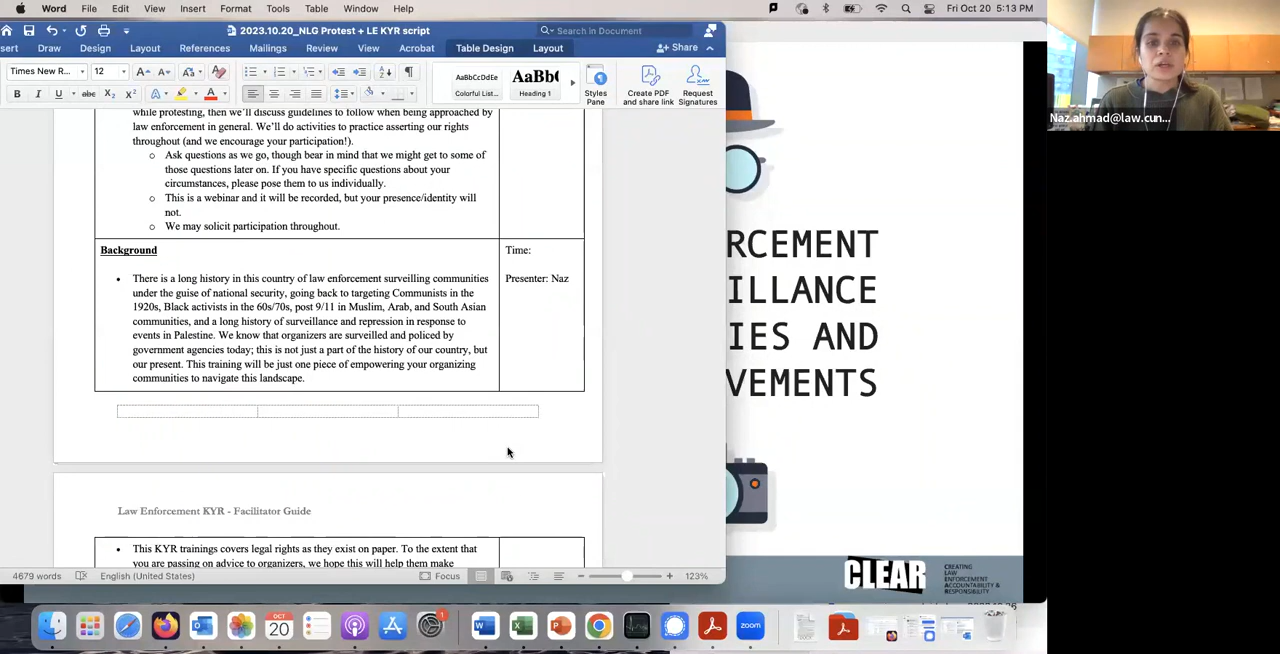 Word File Edit View Insert Format Tools Table Window Help
Fri Oct 20 5:13 PM
2023.10.20_NLG Protest + LE KYR script
Search in Document
sert Draw Design Layout References Mailings Review View Acrobat Table Design Layout
Share
Times New R... 12
AaBbCcDdEe
Colorful List...
AaBb(
Heading 1
Styles Pane
Create PDF and share link
Request Signatures
while protesting, then we'll discuss guidelines to follow when being approached by
law enforcement in general. We'll do activities to practice asserting our rights
throughout (and we encourage your participation!).
o Ask questions as we go, though bear in mind that we might get to some of
those questions later on. If you have specific questions about your
circumstances, please pose them to us individually.
o This is a webinar and it will be recorded, but your presence/identity will
not.
o We may solicit participation throughout.
Background
Time:
• There is a long history in this country of law enforcement surveilling communities
Presenter: Naz
under the guise of national security, going back to targeting Communists in the
1920s, Black activists in the 60s/70s, post 9/11 in Muslim, Arab, and South Asian
communities, and a long history of surveillance and repression in response to
events in Palestine. We know that organizers are surveilled and policed by
government agencies today; this is not just a part of the history of our country, but
our present. This training will be just one piece of empowering your organizing
communities to navigate this landscape.
Law Enforcement KYR - Facilitator Guide
• This KYR trainings covers legal rights as they exist on paper. To the extent that
you are passing on advice to organizers, we hope this will help them make
4679 words English (United States) Focus 123%
RCEMENT
ILLANCE
IES AND
VEMENTS
CLEAR
CREATING
LAW
ENFORCEMENT
ACCOUNTABILITY &
RESPONSIBILITY
Naz.ahmad@law.cun...
OCT
20
1
zoom